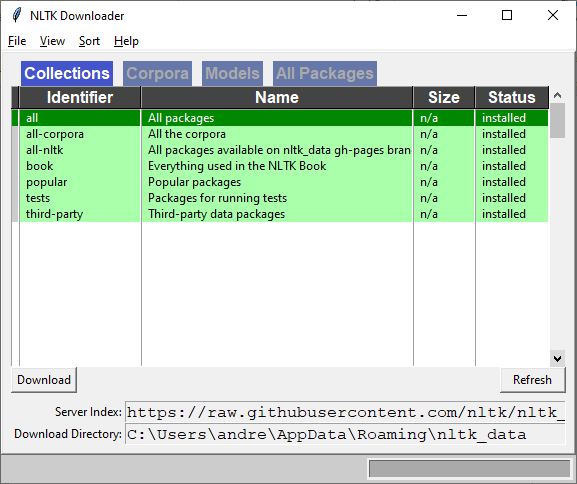 NLTK Downloader
File View Sort Help
Collections Corpora Models All Packages
Identifier Name Size Status
all All packages n/a installed
all-corpora All the corpora n/a installed
all-nltk All packages available on nltk_data gh-pages bran n/a installed
book Everything used in the NLTK Book n/a installed
popular Popular packages n/a installed
tests Packages for running tests n/a installed
third-party Third-party data packages n/a installed
Download Refresh
Server Index: https://raw.githubusercontent.com/nltk/nltk_
Download Directory: C:\Users\andre\AppData\Roaming\nltk_data